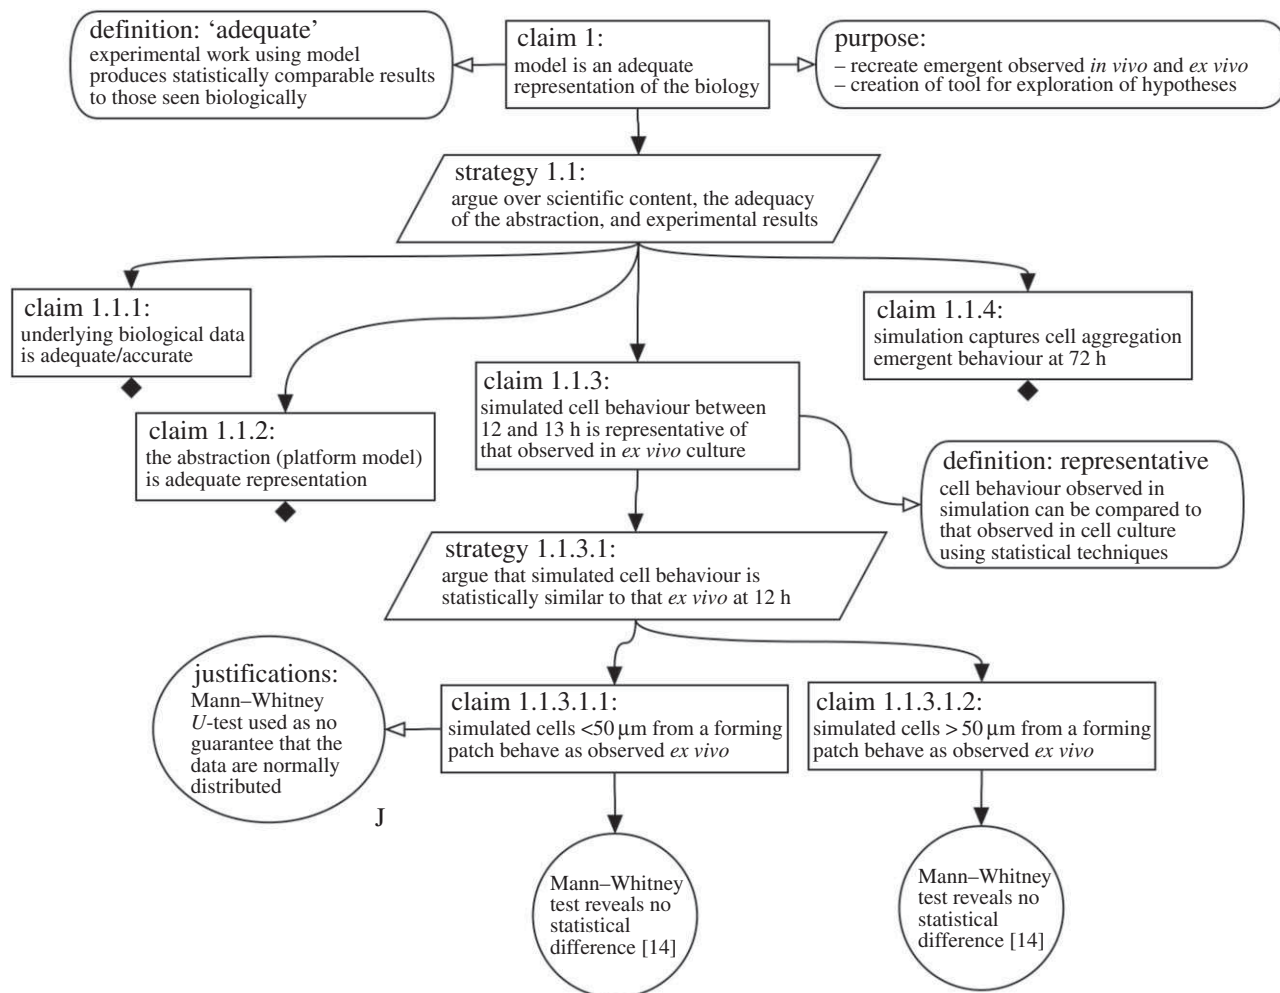 definition: ‘adequate’
experimental work using model
produces statistically comparable results
to those seen biologically
claim 1:
model is an adequate
representation of the biology
purpose:
– recreate emergent observed in vivo and ex vivo
– creation of tool for exploration of hypotheses
strategy 1.1:
argue over scientific content, the adequacy
of the abstraction, and experimental results
claim 1.1.1:
underlying biological data
is adequate/accurate
claim 1.1.2:
the abstraction (platform model)
is adequate representation
claim 1.1.3:
simulated cell behaviour between
12 and 13 h is representative of
that observed in ex vivo culture
claim 1.1.4:
simulation captures cell aggregation
emergent behaviour at 72 h
definition: representative
cell behaviour observed in
simulation can be compared to
that observed in cell culture
using statistical techniques
strategy 1.1.3.1:
argue that simulated cell behaviour is
statistically similar to that ex vivo at 12 h
justifications:
Mann–Whitney
U-test used as no
guarantee that the
data are normally
distributed
J
claim 1.1.3.1.1:
simulated cells <50 µm from a forming
patch behave as observed ex vivo
claim 1.1.3.1.2:
simulated cells > 50 µm from a forming
patch behave as observed ex vivo
Mann–Whitney
test reveals no
statistical
difference [14]
Mann–Whitney
test reveals no
statistical
difference [14]